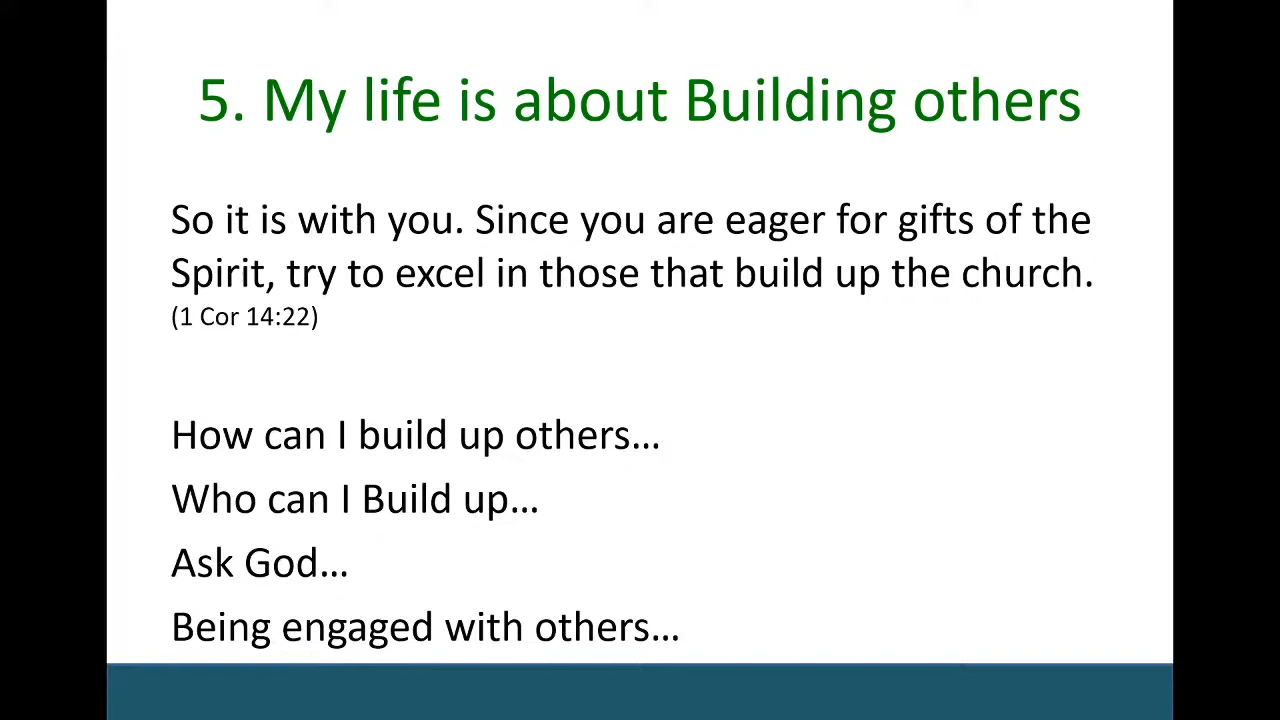 5. My life is about Building others
So it is with you. Since you are eager for gifts of the
Spirit, try to excel in those that build up the church.
(1 Cor 14:22)
How can I build up others…
Who can I Build up…
Ask God…
Being engaged with others…